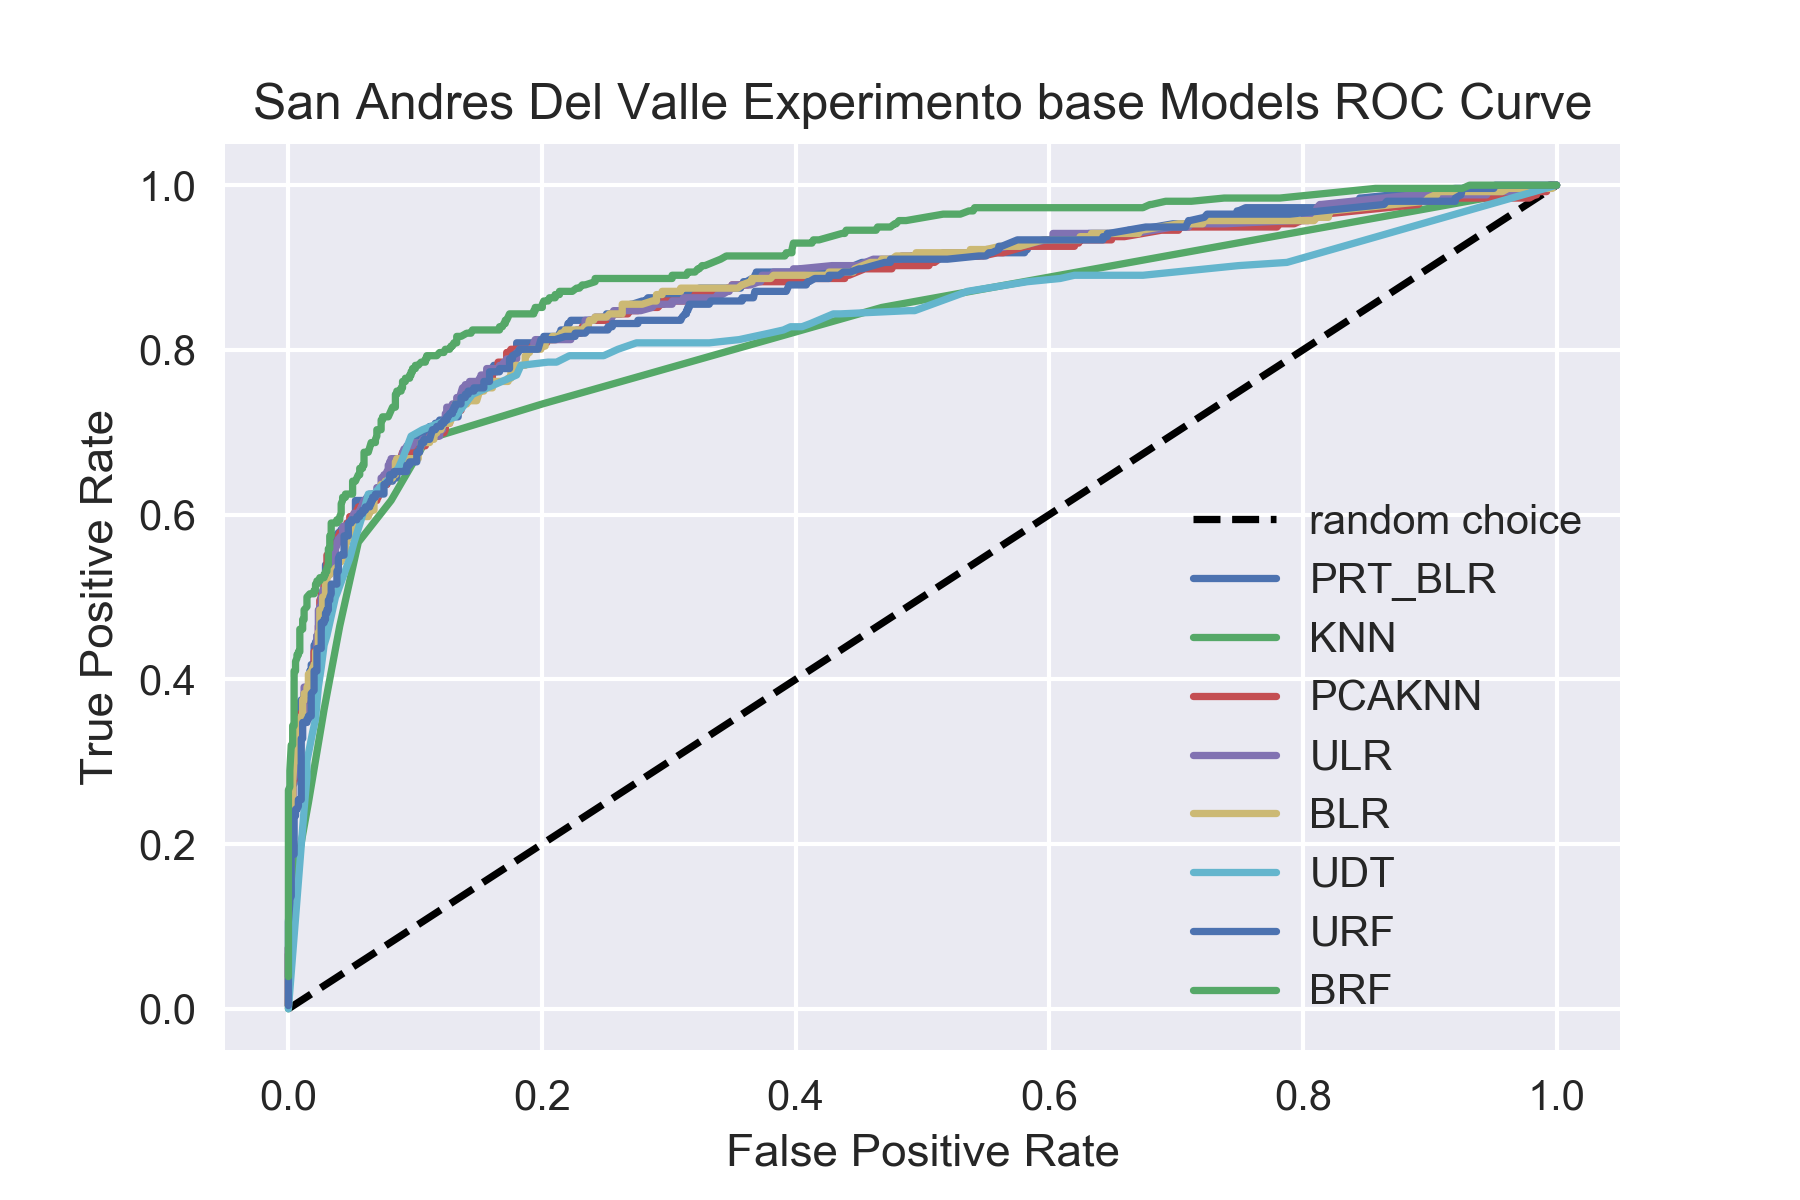 San Andres Del Valle Experimento base Models ROC Curve
True Positive Rate
1.0
0.8
0.6
0.4
0.2
0.0
random choice
PRT_BLR
KNN
PCAKNN
ULR
BLR
UDT
URF
BRF
0.0 0.2 0.4 0.6 0.8 1.0
False Positive Rate